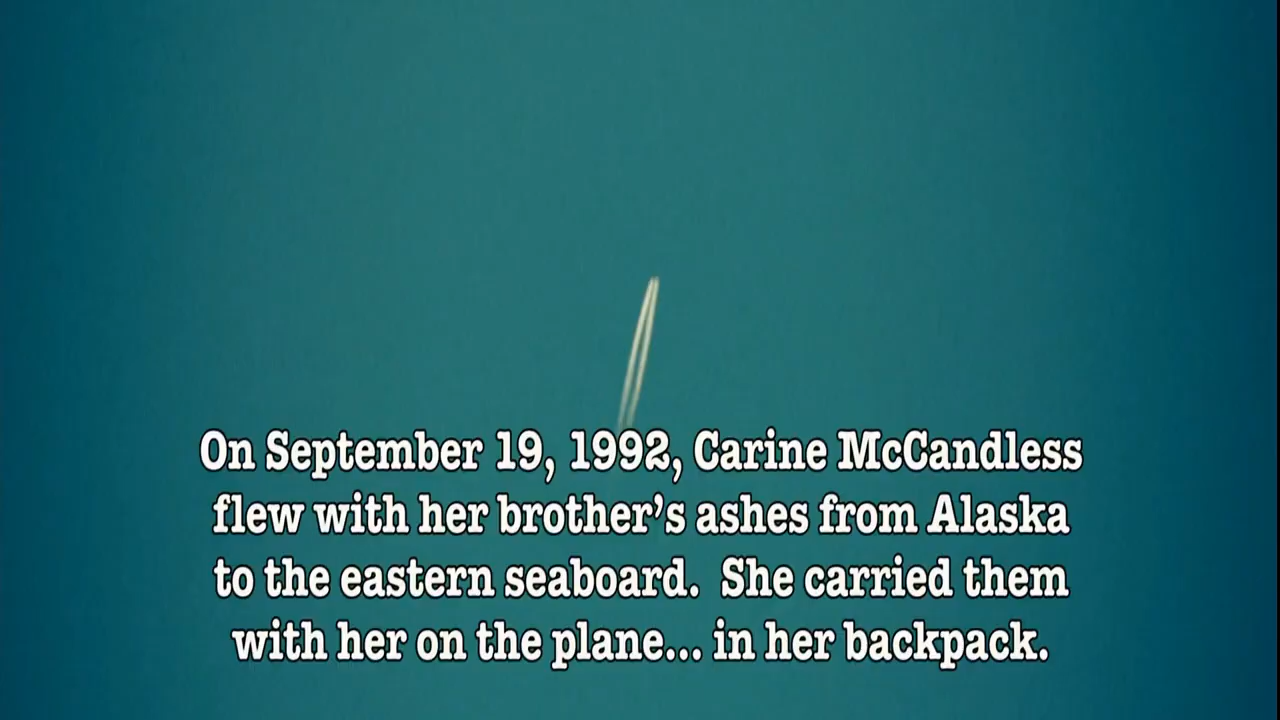 On September 19, 1992, Carine McCandless
flew with her brother's ashes from Alaska
to the eastern seaboard.  She carried them
with her on the plane... in her backpack.